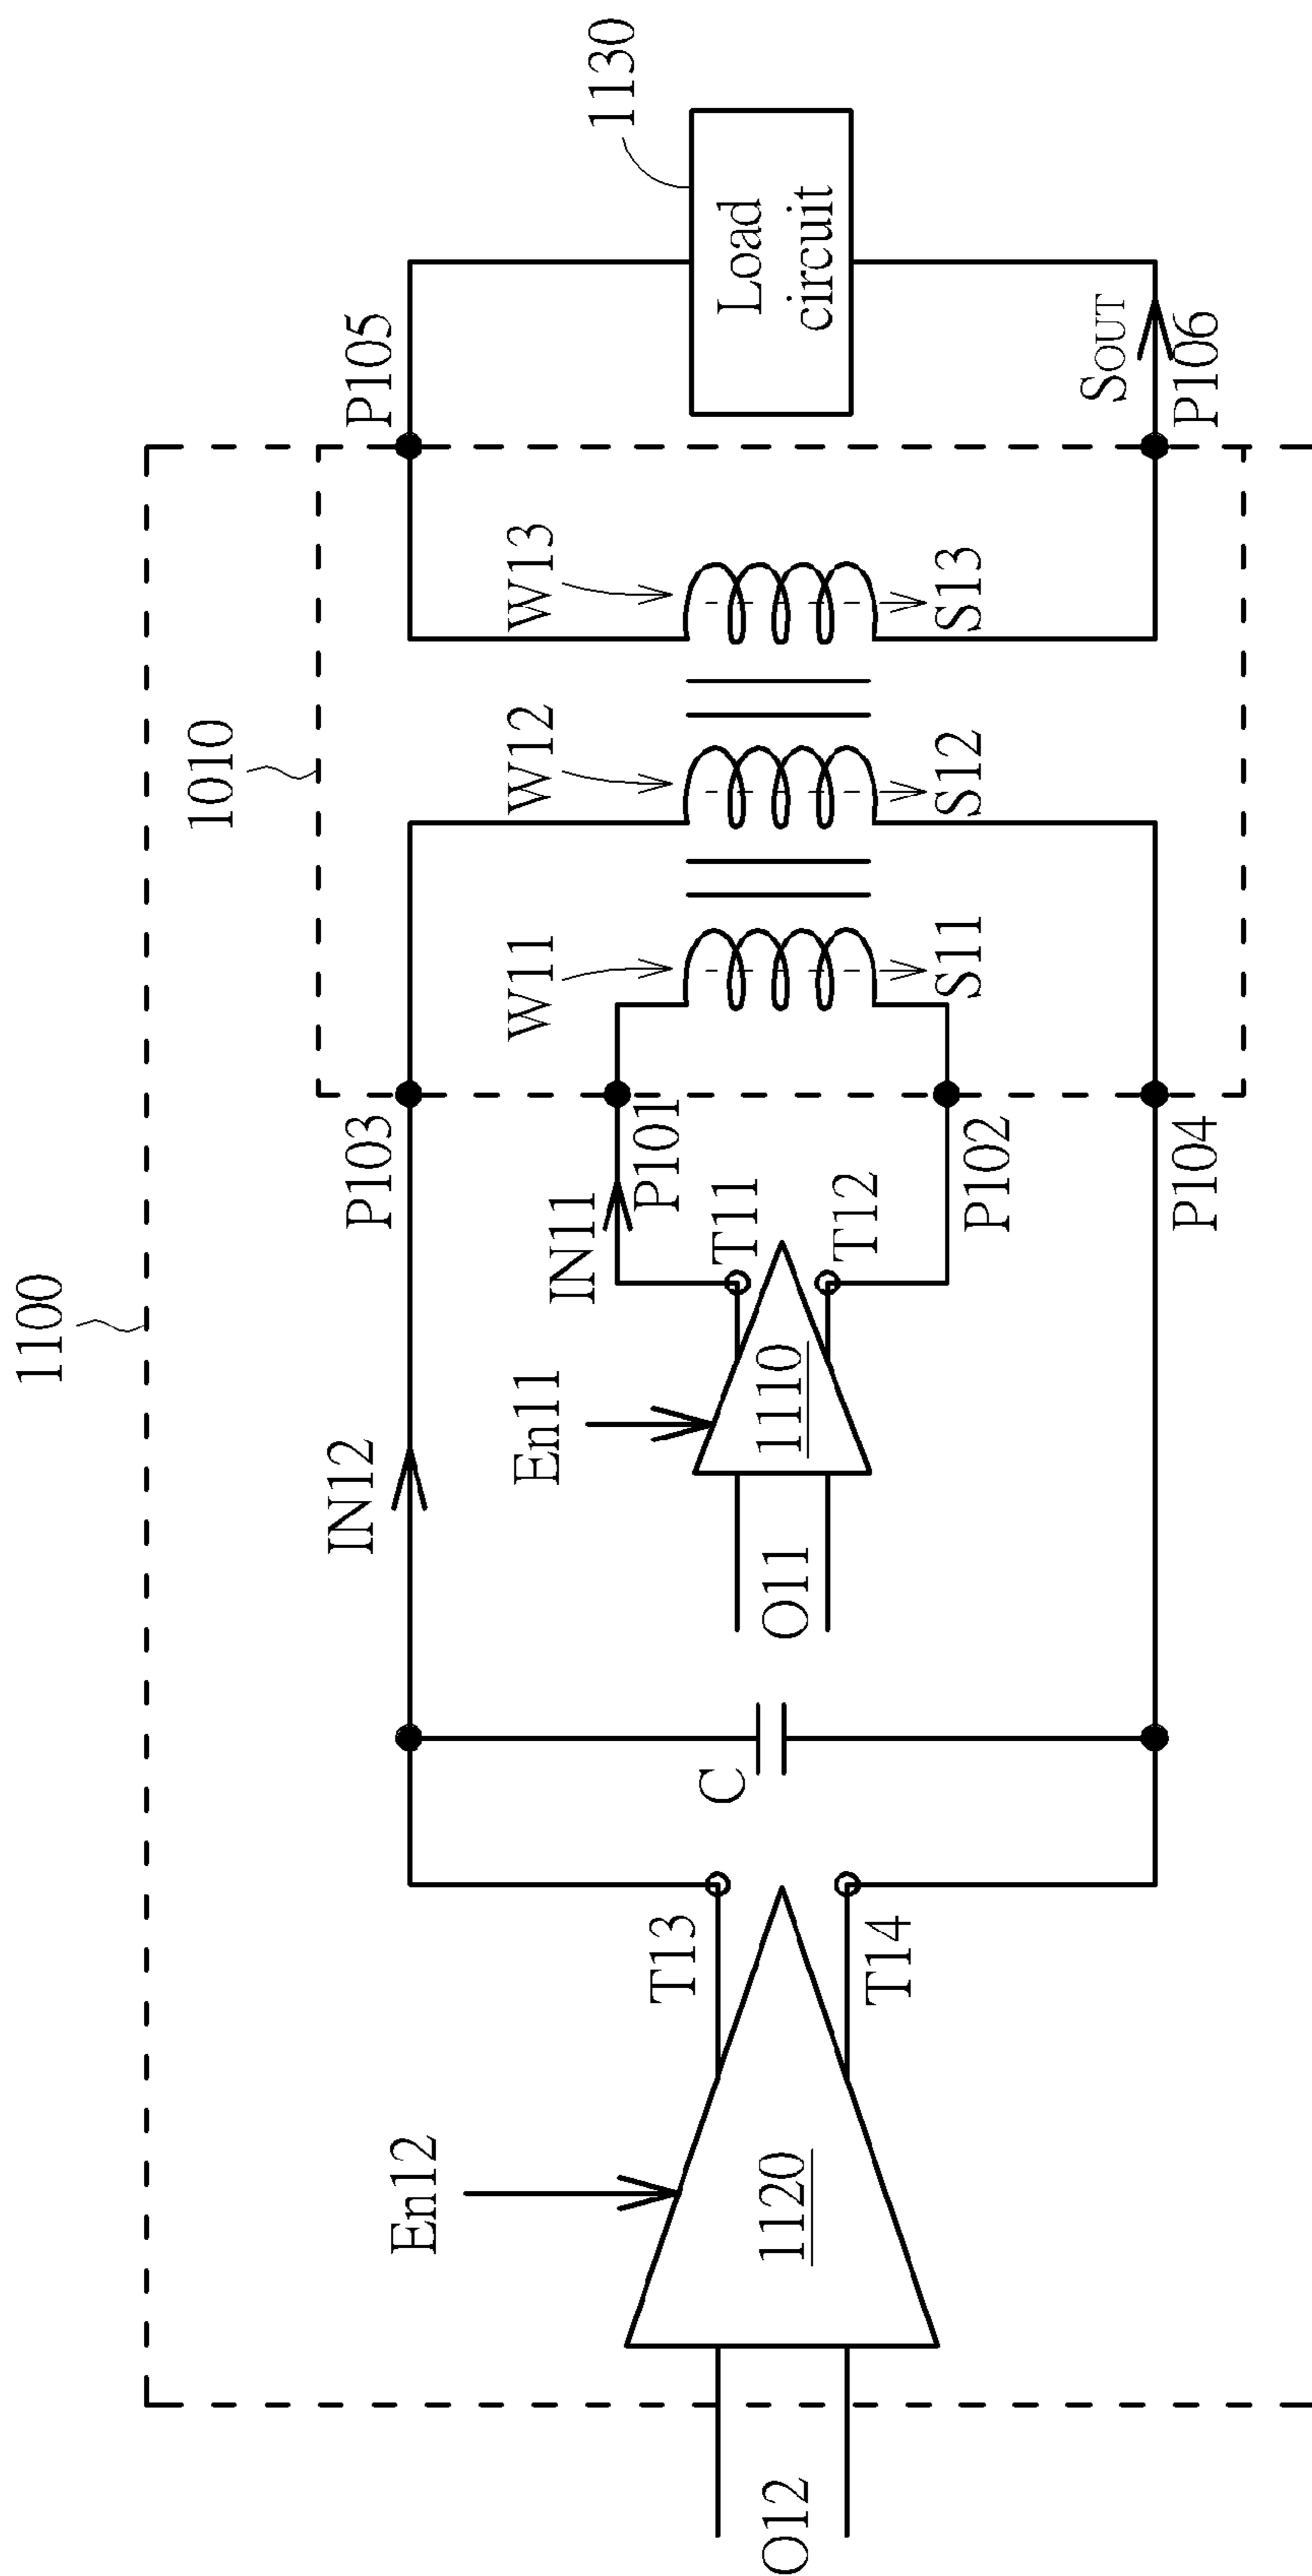 1100
1010
1130
En12
O12
1120
T13
T14
C
IN12
En11
O11
1110
T11
T12
IN11
P103
P101
P102
P104
W11
W12
W13
S11
S12
S13
P105
P106
SOUT
Load
circuit